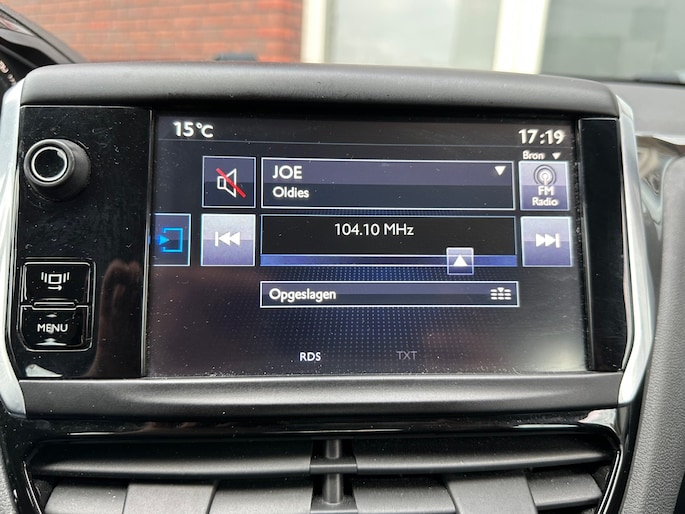 15°C
17:19
Bron
JOE
Oldies
FM
Radio
104.10 MHz
Opgeslagen
MENU
RDS
TXT